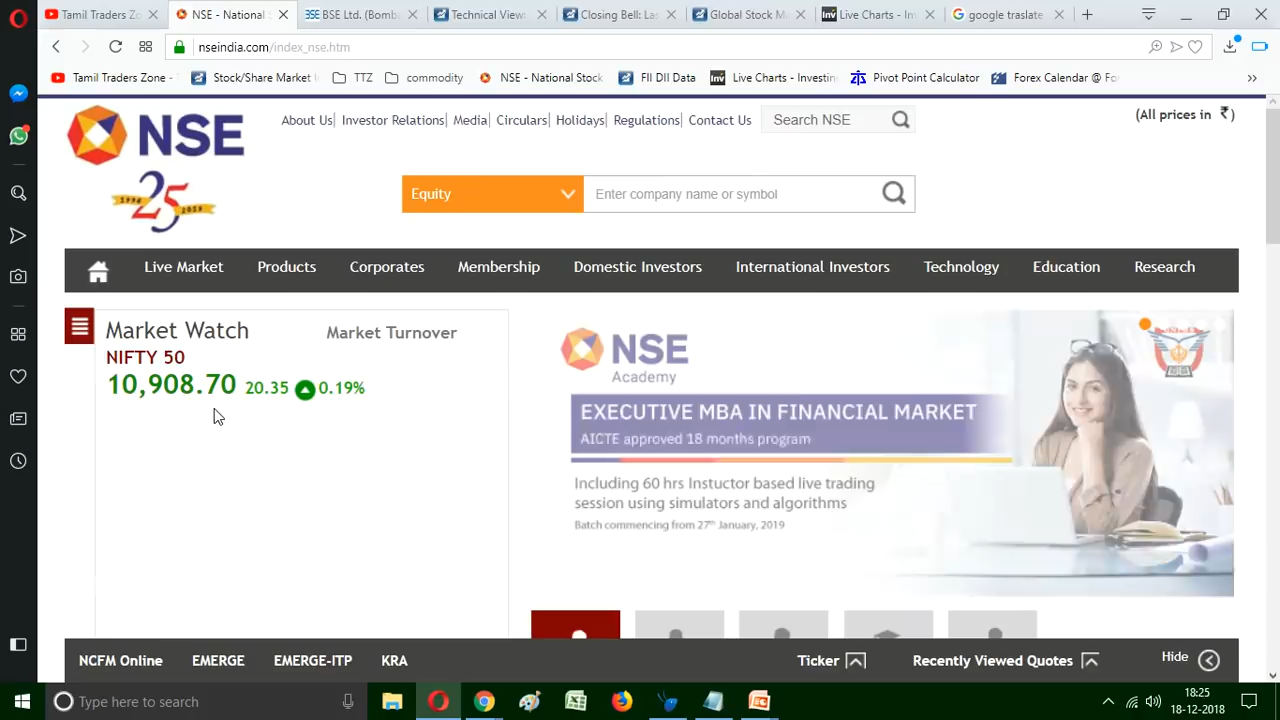 Tamil Traders Zo
NSE - National S
BSE Ltd. (Bomb
Technical View
Closing Bell: Las
Global Stock M
Inv Live Charts - Inv
google traslate
nseindia.com/index_nse.htm
Tamil Traders Zone -
Stock/Share Market I
TTZ
commodity
NSE - National Stock
FII DII Data
Inv Live Charts - Investin
Pivot Point Calculator
Forex Calendar @ Fo
NSE
25
1994
2019
About Us| Investor Relations| Media| Circulars| Holidays| Regulations| Contact Us
Search NSE
(All prices in ₹)
Equity
Enter company name or symbol
Live Market Products Corporates Membership Domestic Investors International Investors Technology Education Research
Market Watch
Market Turnover
NIFTY 50
10,908.70 20.35 0.19%
NSE
Academy
EXECUTIVE MBA IN FINANCIAL MARKET
AICTE approved 18 months program
Including 60 hrs Instuctor based live trading
session using simulators and algorithms
Batch commencing from 27th January, 2019
NCFM Online EMERGE EMERGE-ITP KRA
Ticker
Recently Viewed Quotes
Hide
Type here to search
18:25
18-12-2018